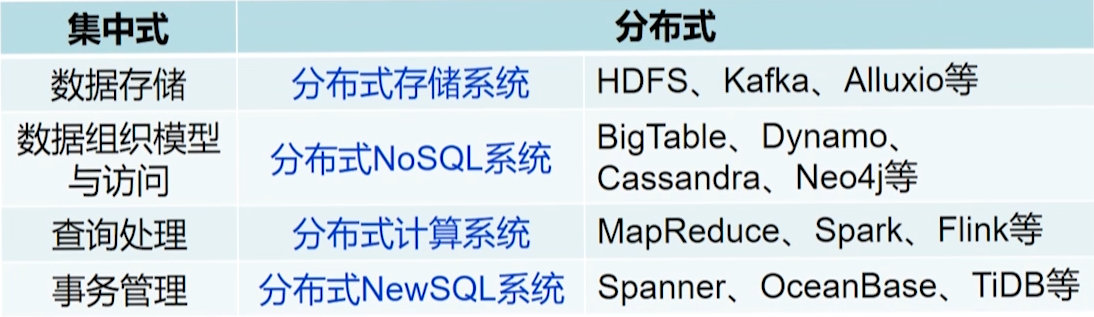 集中式 分布式
数据存储 分布式存储系统 HDFS、Kafka、Alluxio等
数据组织模型
与访问
分布式NoSQL系统
BigTable、Dynamo、
Cassandra、Neo4j等
查询处理 分布式计算系统 MapReduce、Spark、Flink等
事务管理 分布式NewSQL系统 Spanner、OceanBase、TiDB等